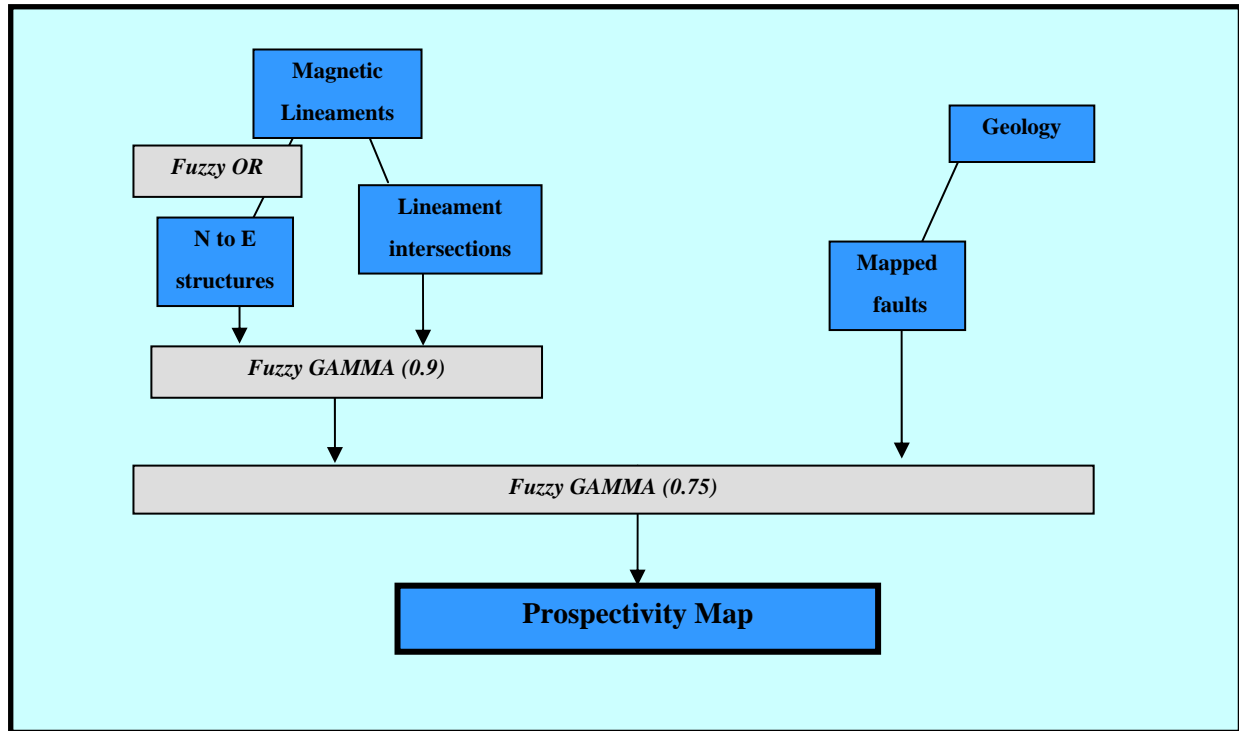 Magnetic
Lineaments
Geology
Fuzzy OR
Lineament
intersections
N to E
structures
Mapped
faults
Fuzzy GAMMA (0.9)
Fuzzy GAMMA (0.75)
Prospectivity Map